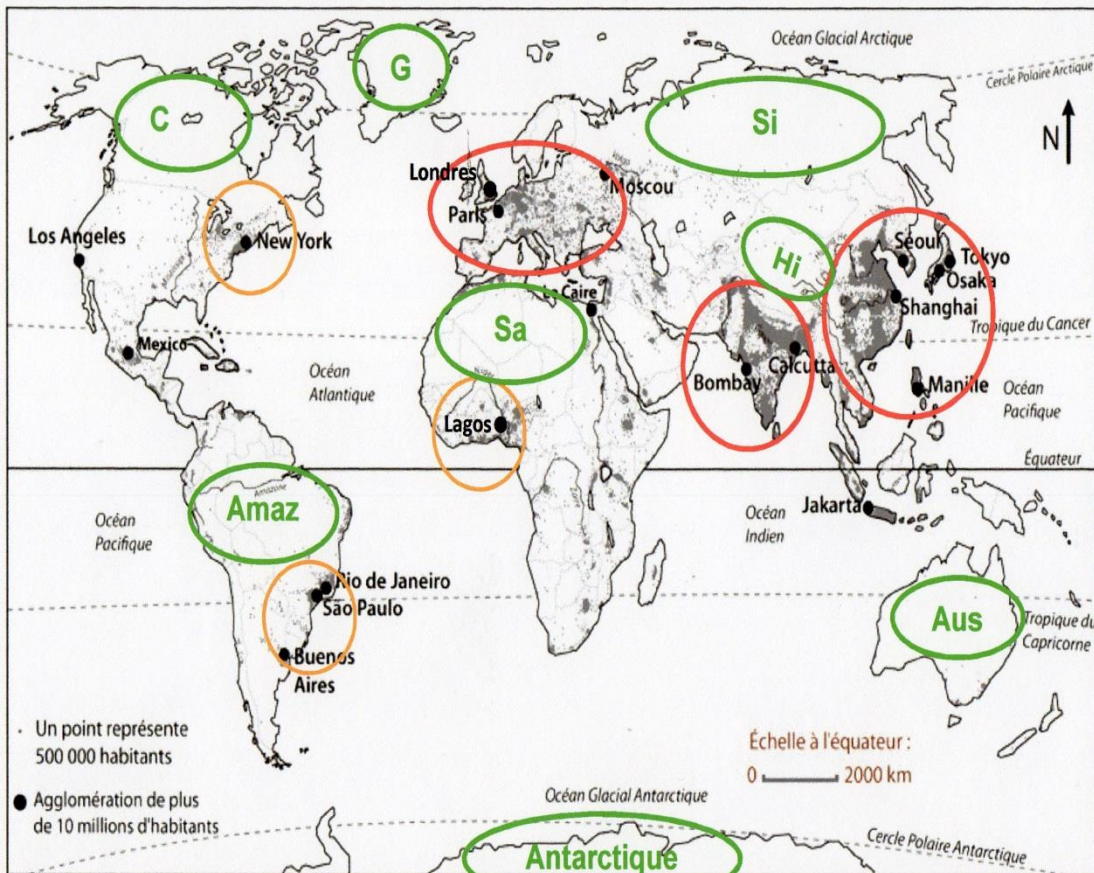 Océan Glacial Arctique
Cercle Polaire Arctique
G
C
Si
N
Londres
Volga
Moscou
Paris
Los Angeles
New York
Mississippi
Hi
Séoul
Tokyo
Osaka
Le Caire
Shanghai
Sa
Tropique du Cancer
Mexico
Océan
Atlantique
Niger
Calcutta
Bombay
Manille
Océan
Pacifique
Lagos
Équateur
Amazone
Amaz
Océan
Pacifique
Océan
Indien
Jakarta
Rio de Janeiro
São Paulo
Aus
Tropique du
Capricorne
Buenos
Aires
Un point représente
500 000 habitants
Échelle à l'équateur :
0 2000 km
Agglomération de plus
de 10 millions d'habitants
Océan Glacial Antarctique
Cercle Polaire Antarctique
Antarctique